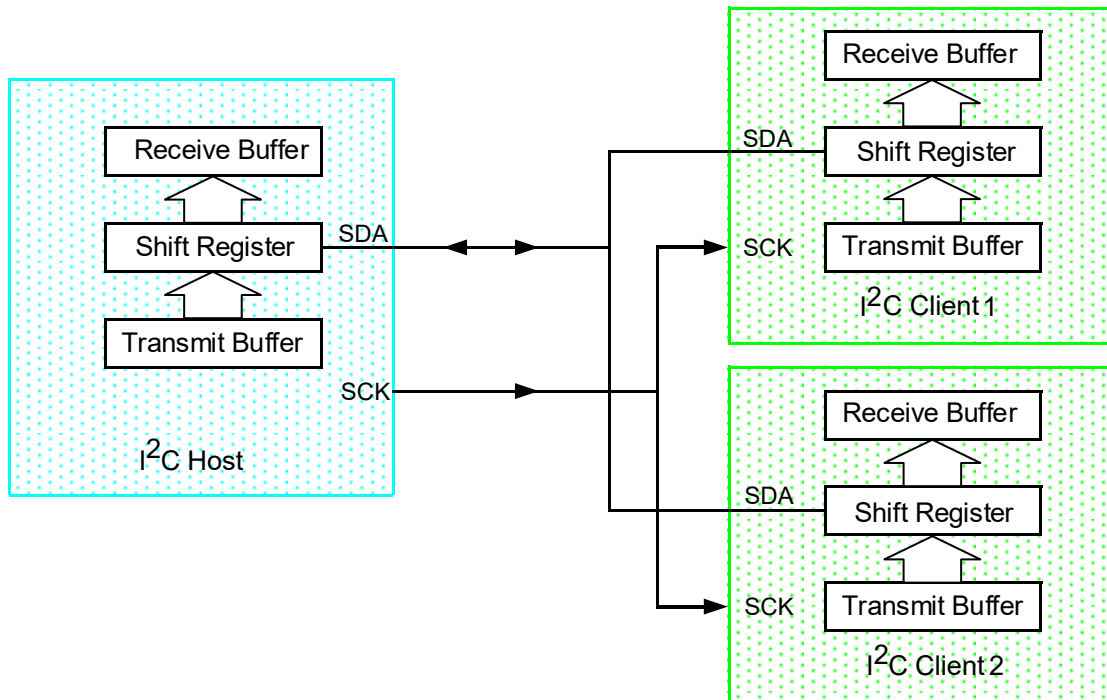 Receive Buffer
Shift Register
SDA
Transmit Buffer
SCK
I²C Host
Receive Buffer
SDA
Shift Register
SCK
Transmit Buffer
I²C Client 1
Receive Buffer
SDA
Shift Register
SCK
Transmit Buffer
I²C Client 2